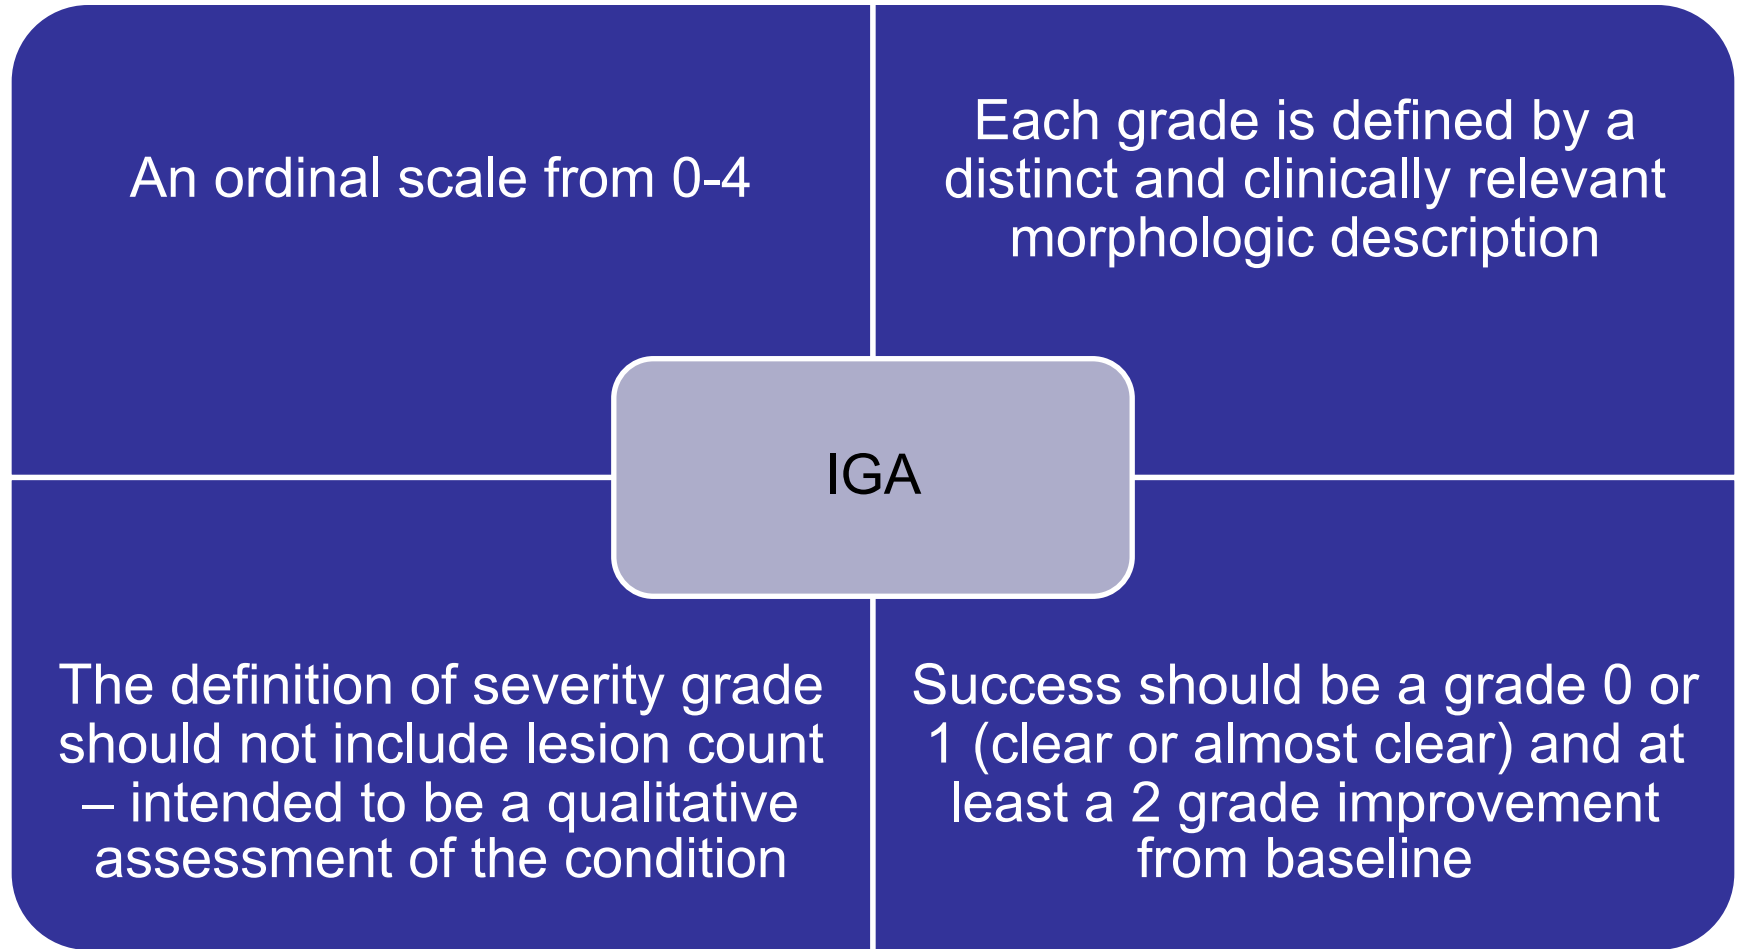 An ordinal scale from 0-4
Each grade is defined by a
distinct and clinically relevant
morphologic description
IGA
The definition of severity grade
should not include lesion count
– intended to be a qualitative
assessment of the condition
Success should be a grade 0 or
1 (clear or almost clear) and at
least a 2 grade improvement
from baseline